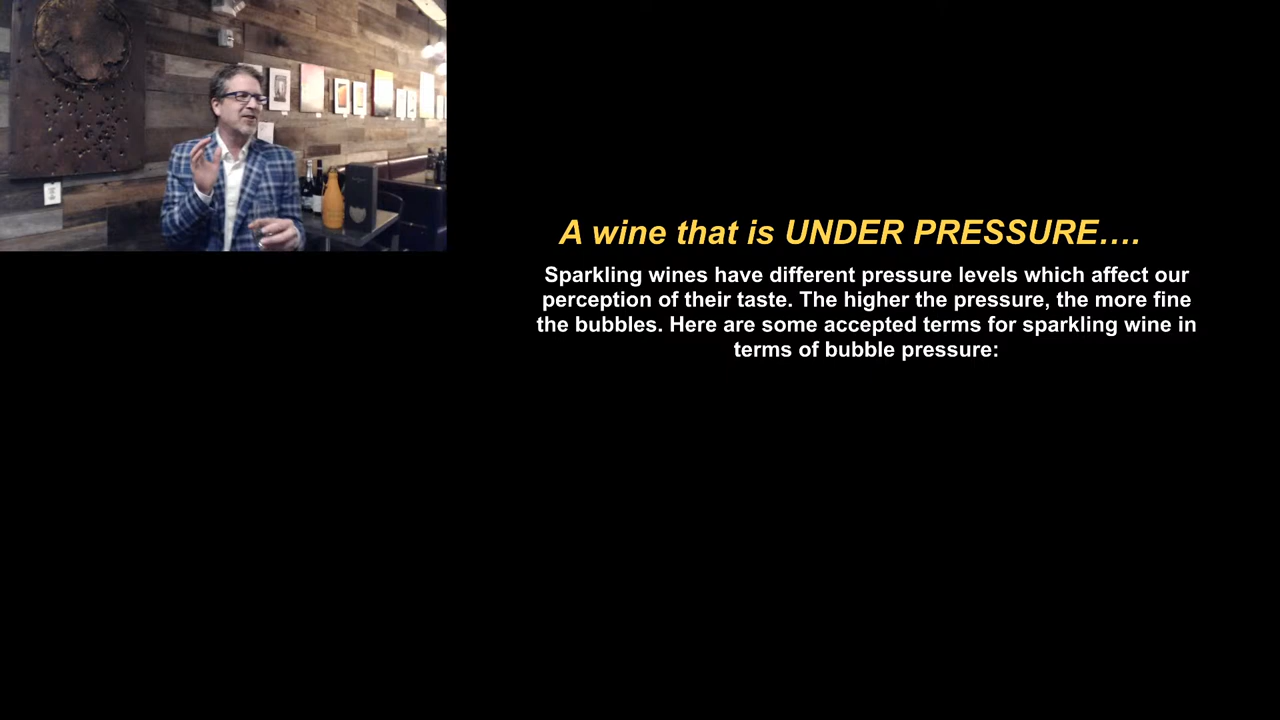 A wine that is UNDER PRESSURE....
Sparkling wines have different pressure levels which affect our
perception of their taste. The higher the pressure, the more fine
the bubbles. Here are some accepted terms for sparkling wine in
terms of bubble pressure: